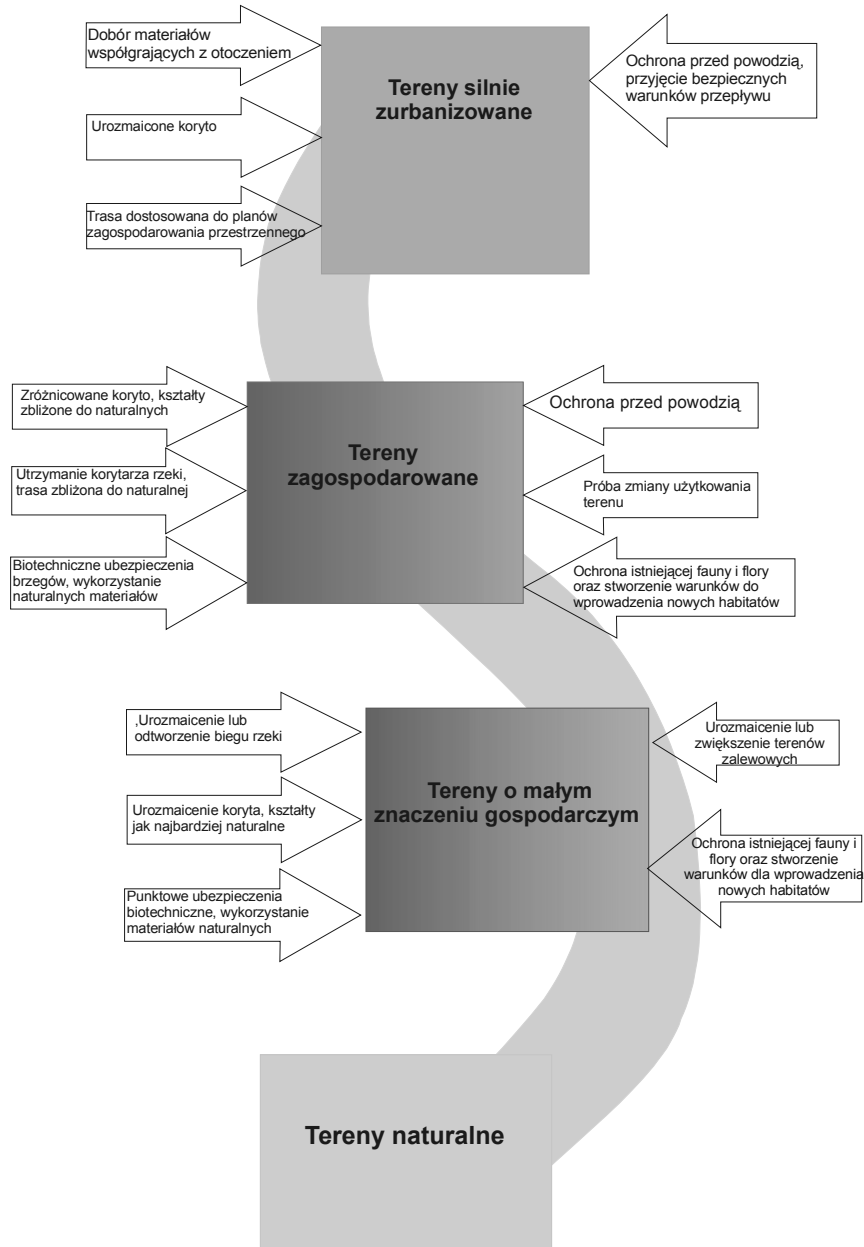 Dobór materiałów
współgrających z otoczeniem
Urozmaicone koryto
Trasa dostosowana do planów
zagospodarowania przestrzennego
Tereny silnie
zurbanizowane
Ochrona przed powodzią,
przyjęcie bezpiecznych
warunków przepływu
Zróżnicowane koryto, kształty
zbliżone do naturalnych
Utrzymanie korytarza rzeki,
trasa zbliżona do naturalnej
Biotechniczne ubezpieczenia
brzegów, wykorzystanie
naturalnych materiałów
Tereny
zagospodarowane
Ochrona przed powodzią
Próba zmiany użytkowania
terenu
Ochrona istniejącej fauny i flory
oraz stworzenie warunków do
wprowadzenia nowych habitatów
,Urozmaicenie lub
odtworzenie biegu rzeki
Urozmaicenie koryta, kształty
jak najbardziej naturalne
Punktowe ubezpieczenia
biotechniczne, wykorzystanie
materiałów naturalnych
Tereny o małym
znaczeniu gospodarczym
Urozmaicenie lub
zwiększenie terenów
zalewowych
Ochrona istniejącej fauny i
flory oraz stworzenie
warunków dla wprowadzenia
nowych habitatów
Tereny naturalne